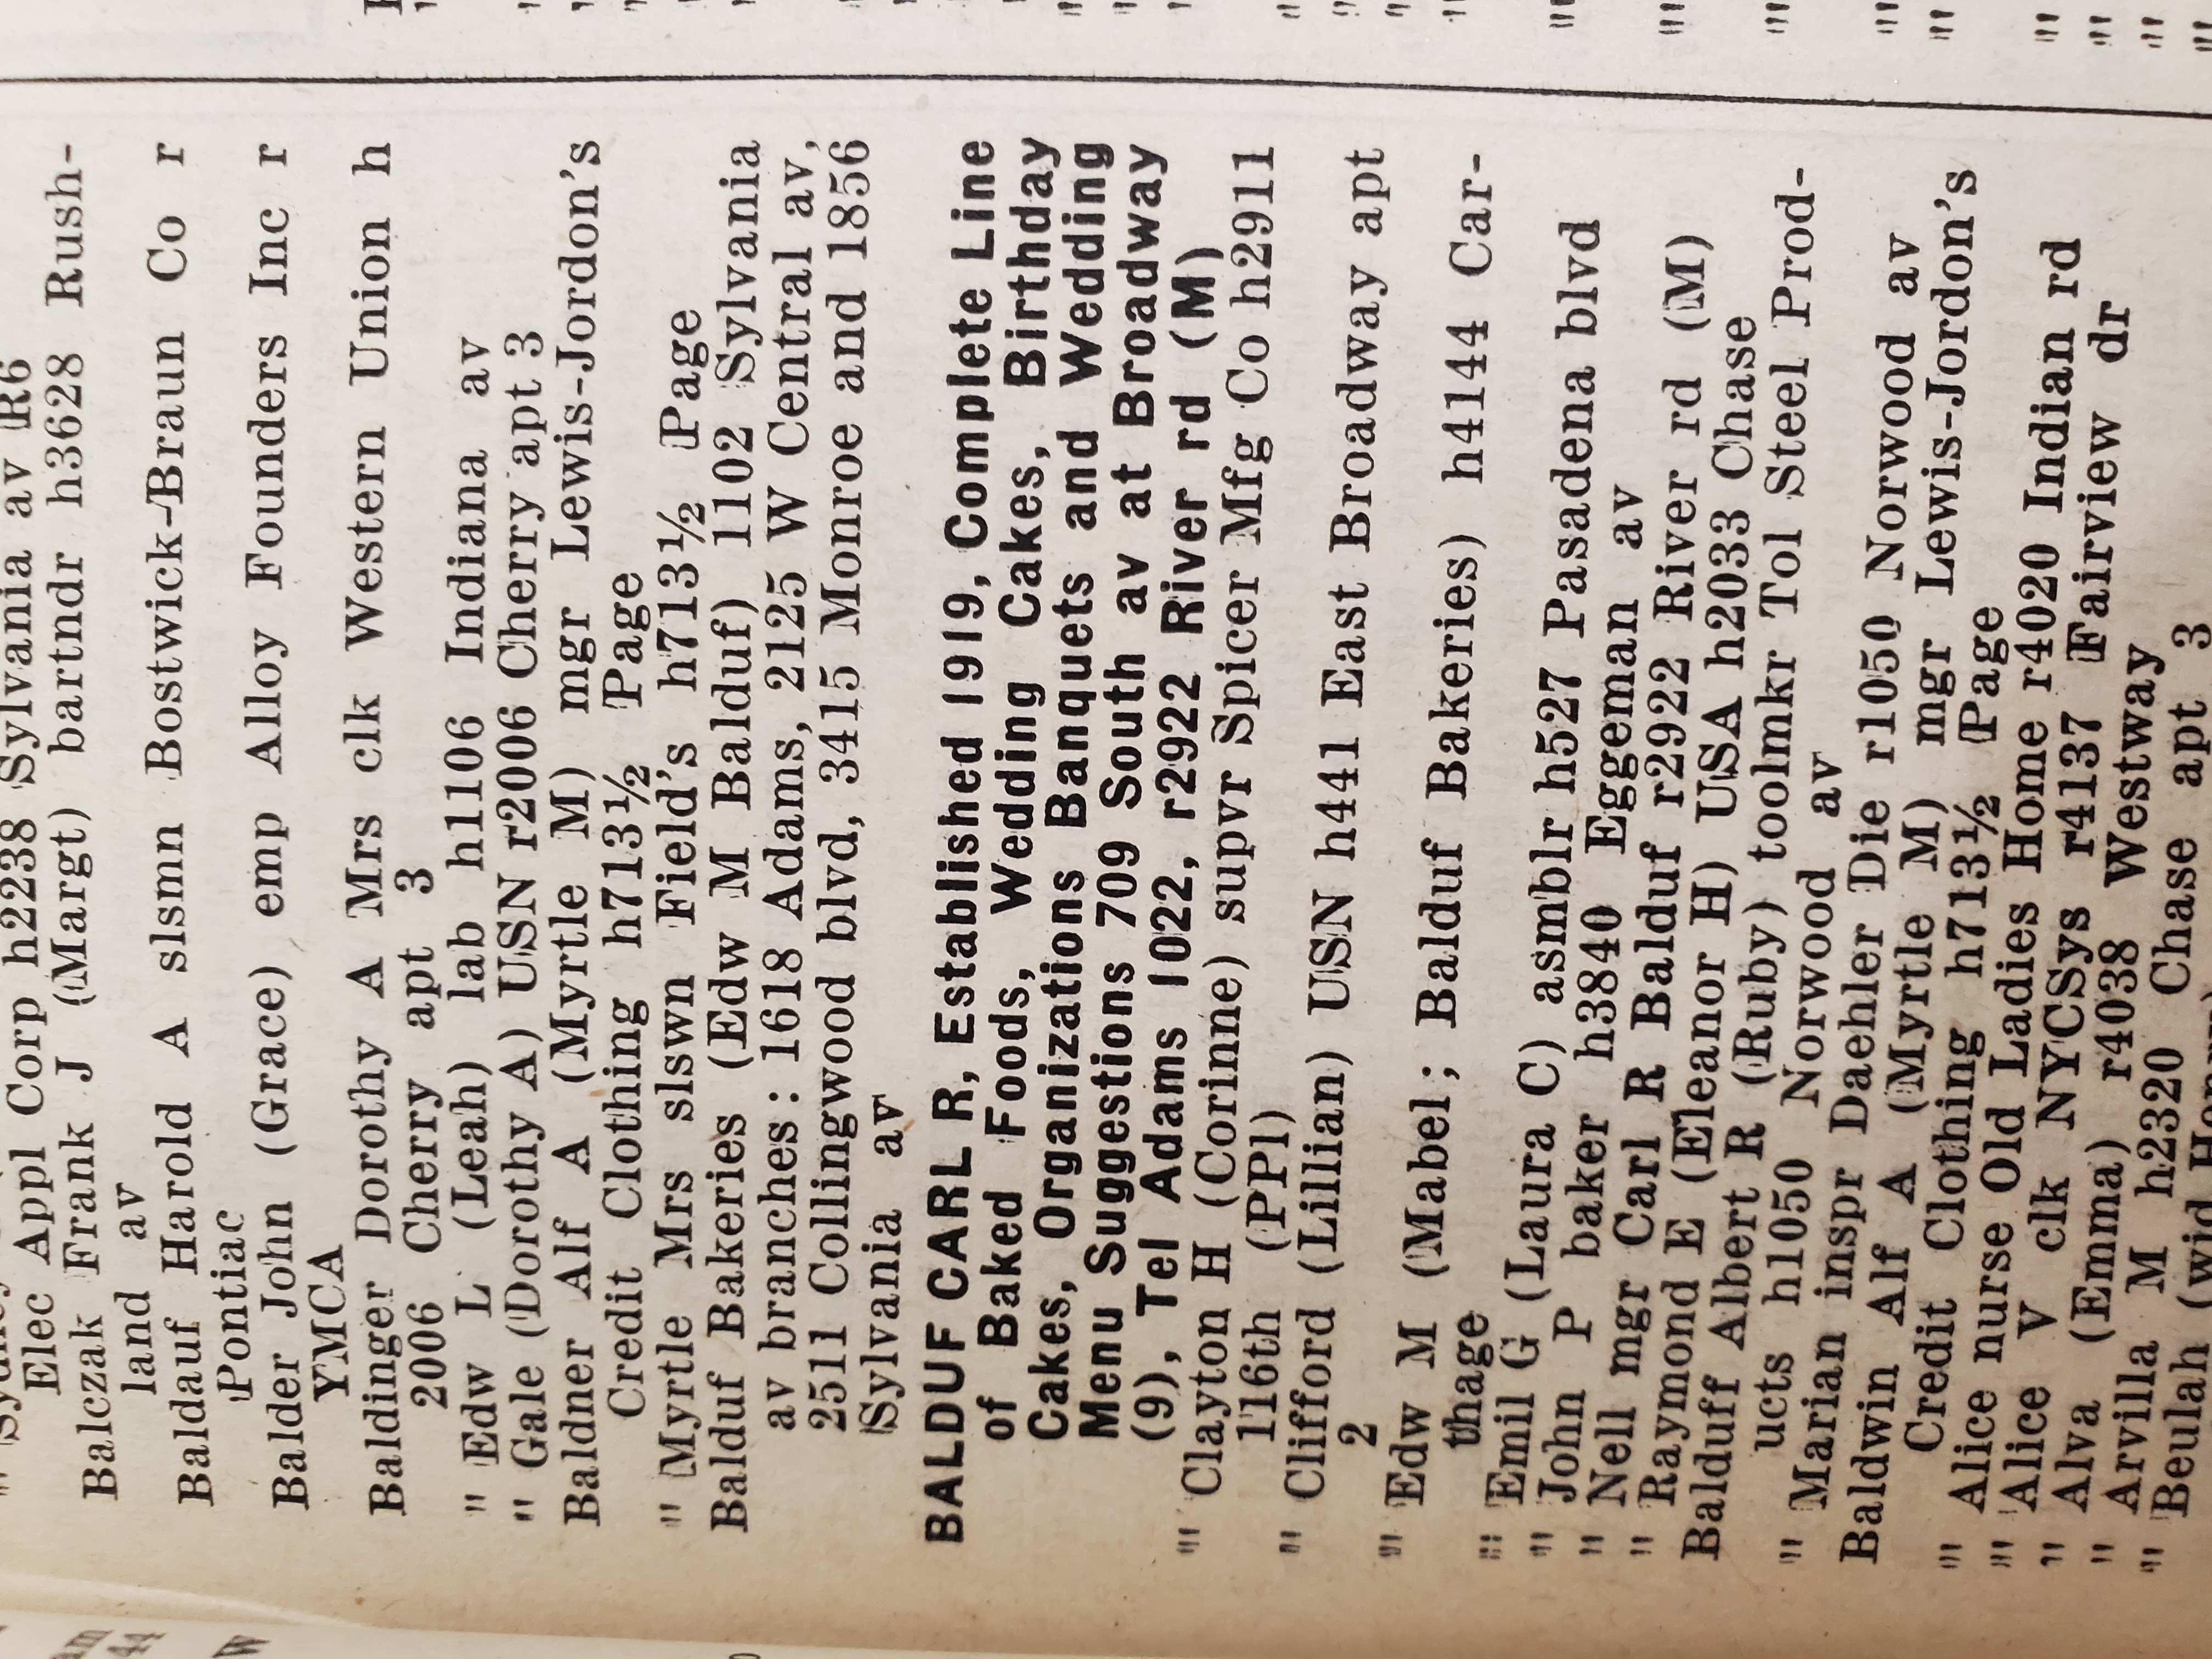 Elec Appl Corp h2238 Sylvania av R6
Balczak Frank J (Margt) bartndr h3628 Rush-
land av
Baldauf Harold A slsmn Bostwick-Braun Co r
Pontiac
Balder John (Grace) emp Alloy Founders Inc r
YMCA
Baldinger Dorothy A Mrs clk Western Union h
2006 Cherry apt 3
" Edw L (Leah) lab h1106 Indiana av
" Gale (Dorothy A) USN r2006 Cherry apt 3
Baldner Alf A (Myrtle M) mgr Lewis-Jordon's
Credit Clothing h713½ Page
" Myrtle Mrs slswn Field's h713½ Page
Balduf Bakeries (Edw M Balduf) 1102 Sylvania
av branches: 1618 Adams, 2125 W Central av,
2511 Collingwood blvd, 3415 Monroe and 1856
Sylvania av
BALDUF CARL R, Established 1919, Complete Line
of Baked Foods, Wedding Cakes, Birthday
Cakes, Organizations Banquets and Wedding
Menu Suggestions 709 South av at Broadway
(9), Tel Adams 1022, r2922 River rd (M)
" Clayton H (Corinne) supvr Spicer Mfg Co h2911
116th (PPl)
" Clifford (Lillian) USN h441 East Broadway apt
2
" Edw M (Mabel; Balduf Bakeries) h4144 Car-
thage
" Emil G (Laura C) asmblr h527 Pasadena blvd
" John P baker h3840 Eggeman av
" Nell mgr Carl R Balduf r2922 River rd (M)
" Raymond E (Eleanor H) USA h2033 Chase
Balduff Albert R (Ruby) toolmkr Tol Steel Prod-
ucts h1050 Norwood av
" Marian inspr Daehler Die r1050 Norwood av
Baldwin Alf A (Myrtle M) mgr Lewis-Jordon's
Credit Clothing h713½ Page
" Alice nurse Old Ladies Home r4020 Indian rd
" Alice V clk NYCSys r4137 Fairview dr
" Alva (Emma) r4038 Westway
" Arvilla M h2320 Chase apt 3
" Beulah (wid